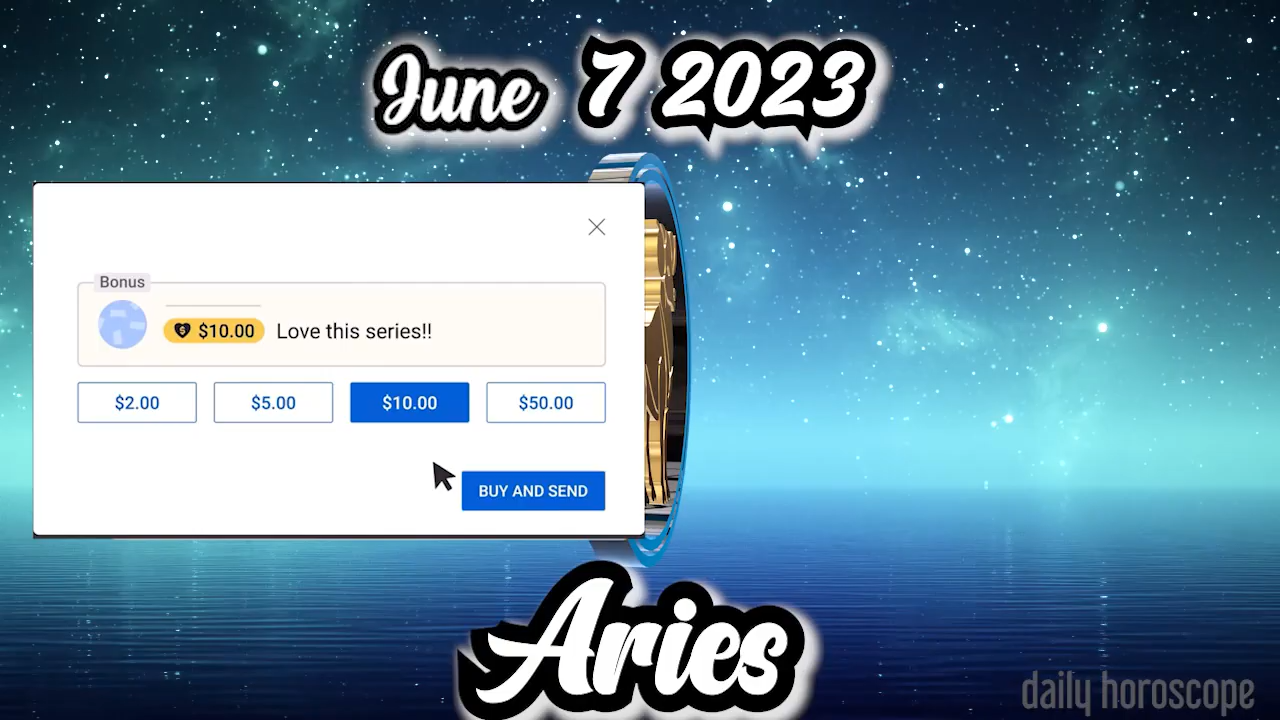 June 7 2023
Bonus
$10.00 Love this series!!
$2.00 $5.00 $10.00 $50.00
BUY AND SEND
Aries
daily horoscope